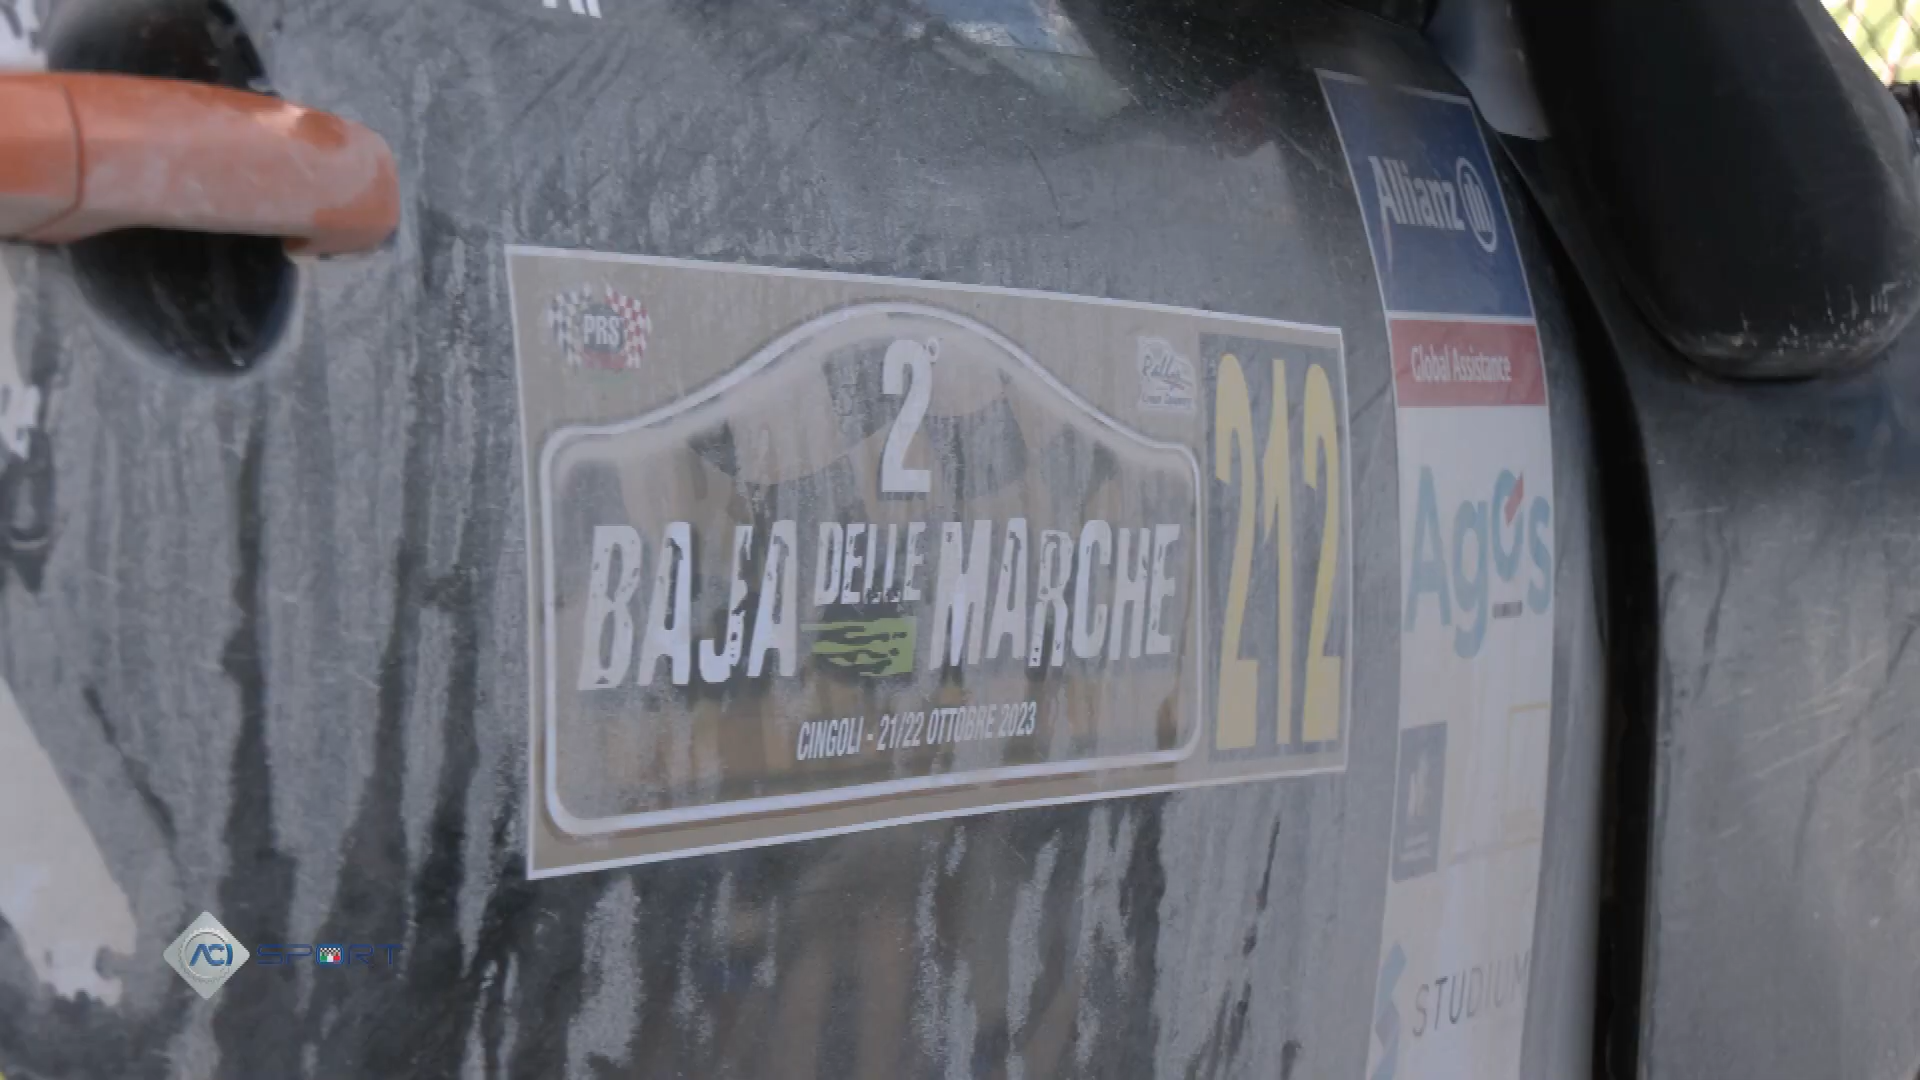 PRS
2°
BAJA DELLE MARCHE
CINGOLI - 21/22 OTTOBRE 2023
212
Allianz
Global Assistance
Agos
STUDIUM
ACI SPORT